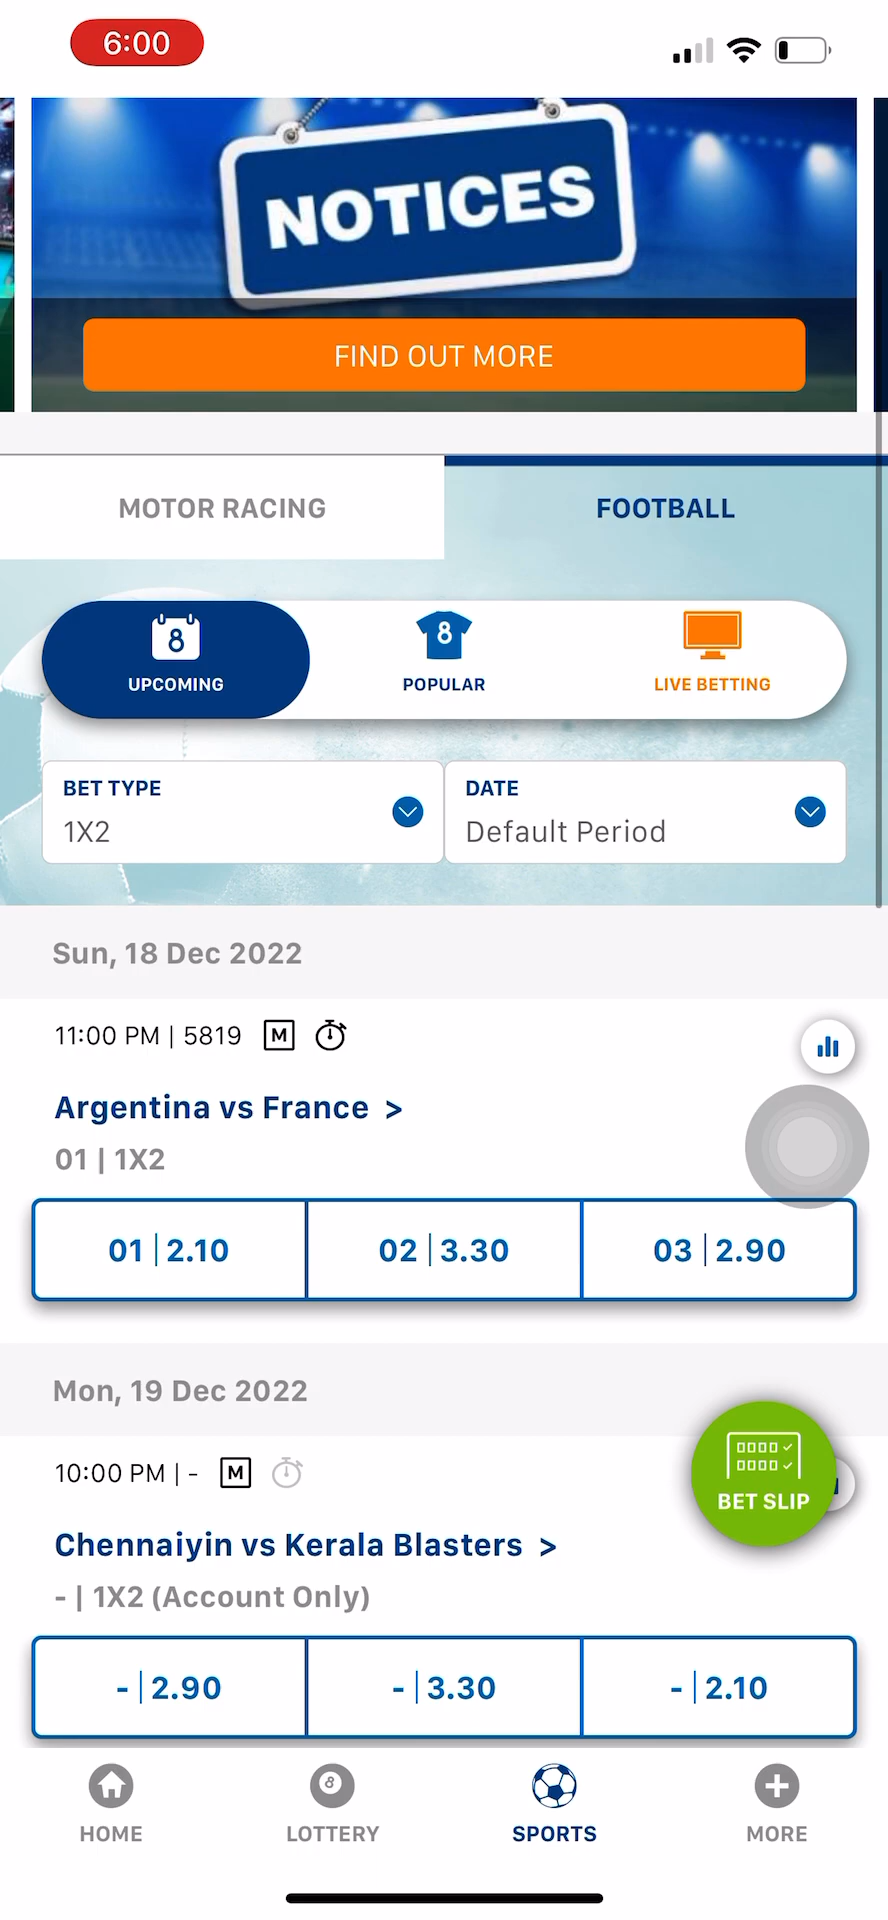 6:00
NOTICES
FIND OUT MORE
MOTOR RACING
FOOTBALL
8
UPCOMING
8
POPULAR
LIVE BETTING
BET TYPE
1X2
DATE
Default Period
Sun, 18 Dec 2022
11:00 PM | 5819 M
Argentina vs France >
01 | 1X2
01 | 2.10
02 | 3.30
03 | 2.90
Mon, 19 Dec 2022
10:00 PM | - M
BET SLIP
Chennaiyin vs Kerala Blasters >
- | 1X2 (Account Only)
- | 2.90
- | 3.30
- | 2.10
8
HOME
LOTTERY
SPORTS
MORE